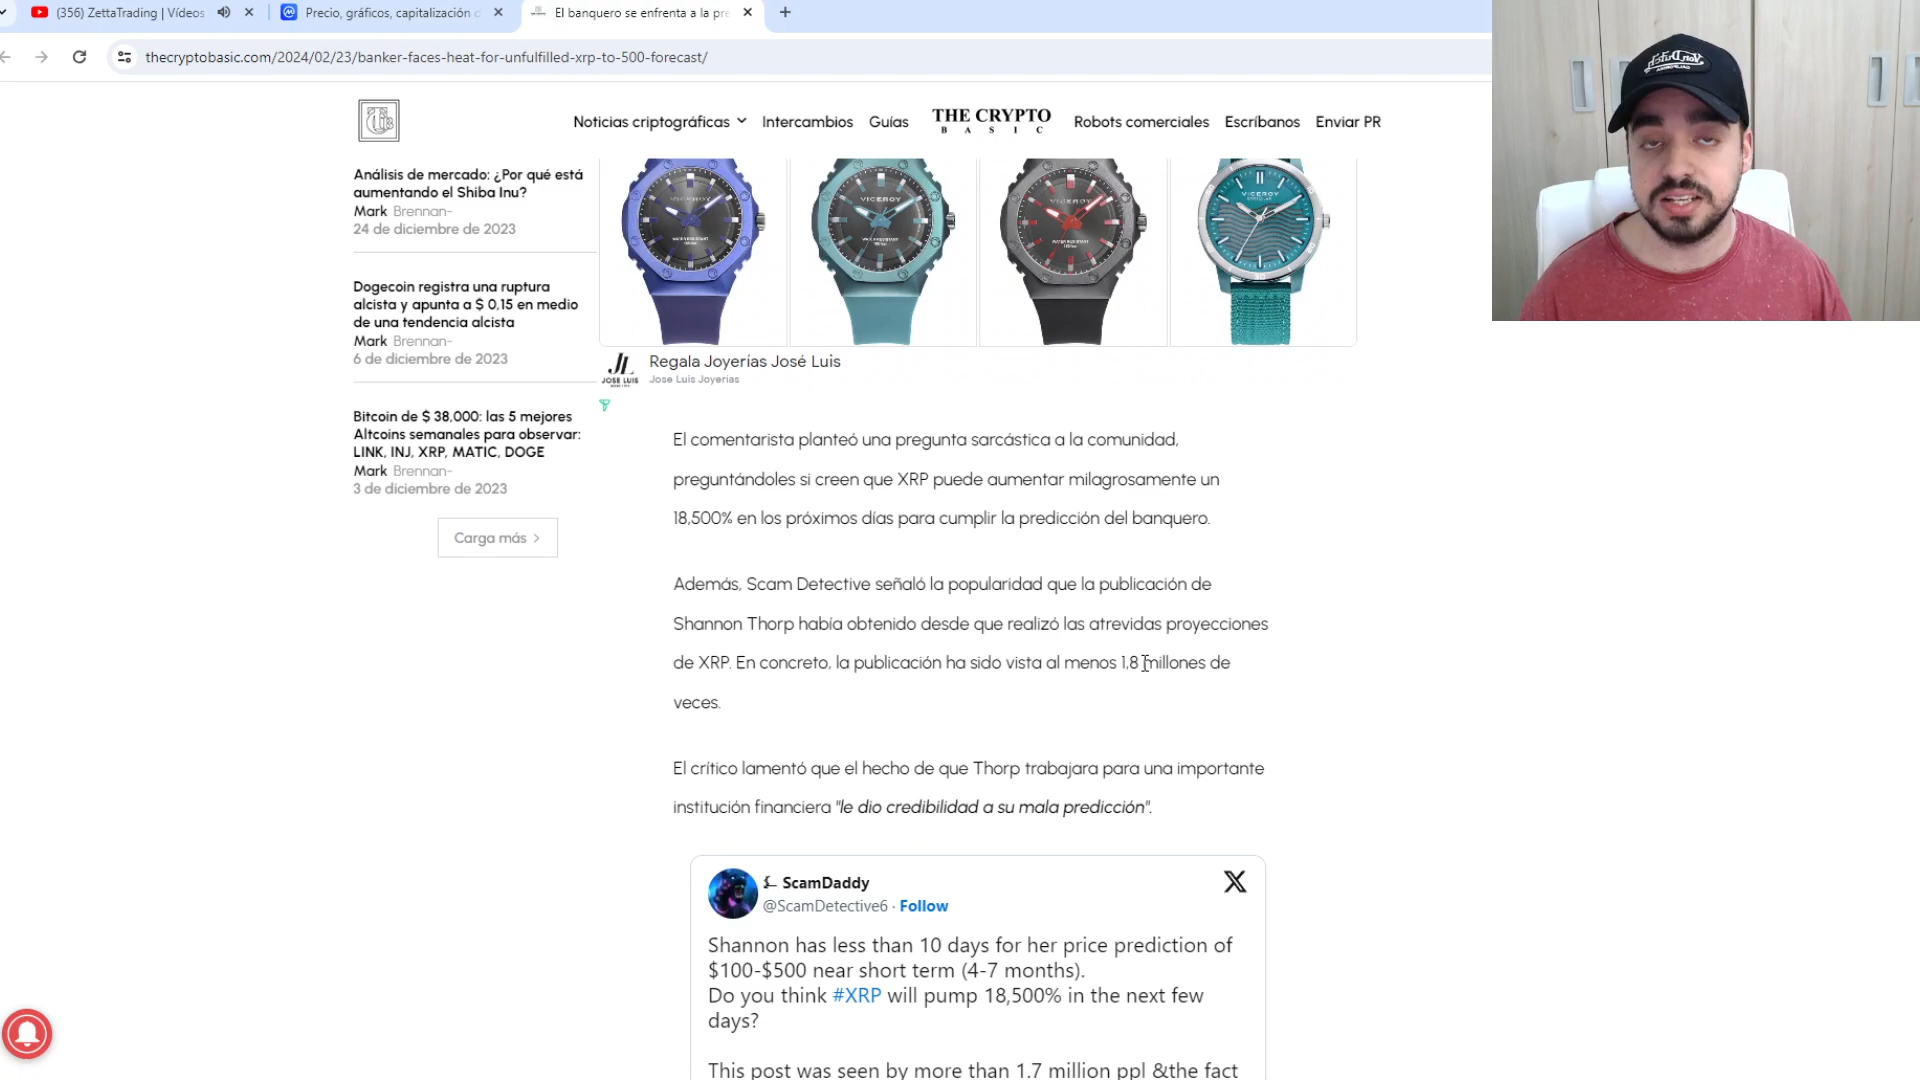 (356) ZettaTrading | Vídeos
Precio, gráficos, capitalización d
El banquero se enfrenta a la pre
thecryptobasic.com/2024/02/23/banker-faces-heat-for-unfulfilled-xrp-to-500-forecast/
Noticias criptográficas
Intercambios
Guías
THE CRYPTO
BASIC
Robots comerciales
Escríbanos
Enviar PR
Análisis de mercado: ¿Por qué está
aumentando el Shiba Inu?
Mark Brennan-
24 de diciembre de 2023
Dogecoin registra una ruptura
alcista y apunta a $ 0,15 en medio
de una tendencia alcista
Mark Brennan-
6 de diciembre de 2023
Bitcoin de $ 38,000: las 5 mejores
Altcoins semanales para observar:
LINK, INJ, XRP, MATIC, DOGE
Mark Brennan-
3 de diciembre de 2023
Carga más >
VICEROY
VICEROY
VICEROY
JL
JOSE LUIS
Regala Joyerías José Luis
Jose Luis Joyerías
El comentarista planteó una pregunta sarcástica a la comunidad,
preguntándoles si creen que XRP puede aumentar milagrosamente un
18,500% en los próximos días para cumplir la predicción del banquero.
Además, Scam Detective señaló la popularidad que la publicación de
Shannon Thorp había obtenido desde que realizó las atrevidas proyecciones
de XRP. En concreto, la publicación ha sido vista al menos 1,8 millones de
veces.
El crítico lamentó que el hecho de que Thorp trabajara para una importante
institución financiera "le dio credibilidad a su mala predicción".
ScamDaddy
@ScamDetective6 · Follow
Shannon has less than 10 days for her price prediction of
$100-$500 near short term (4-7 months).
Do you think #XRP will pump 18,500% in the next few
days?
This post was seen by more than 1.7 million ppl &the fact
Von Dutch